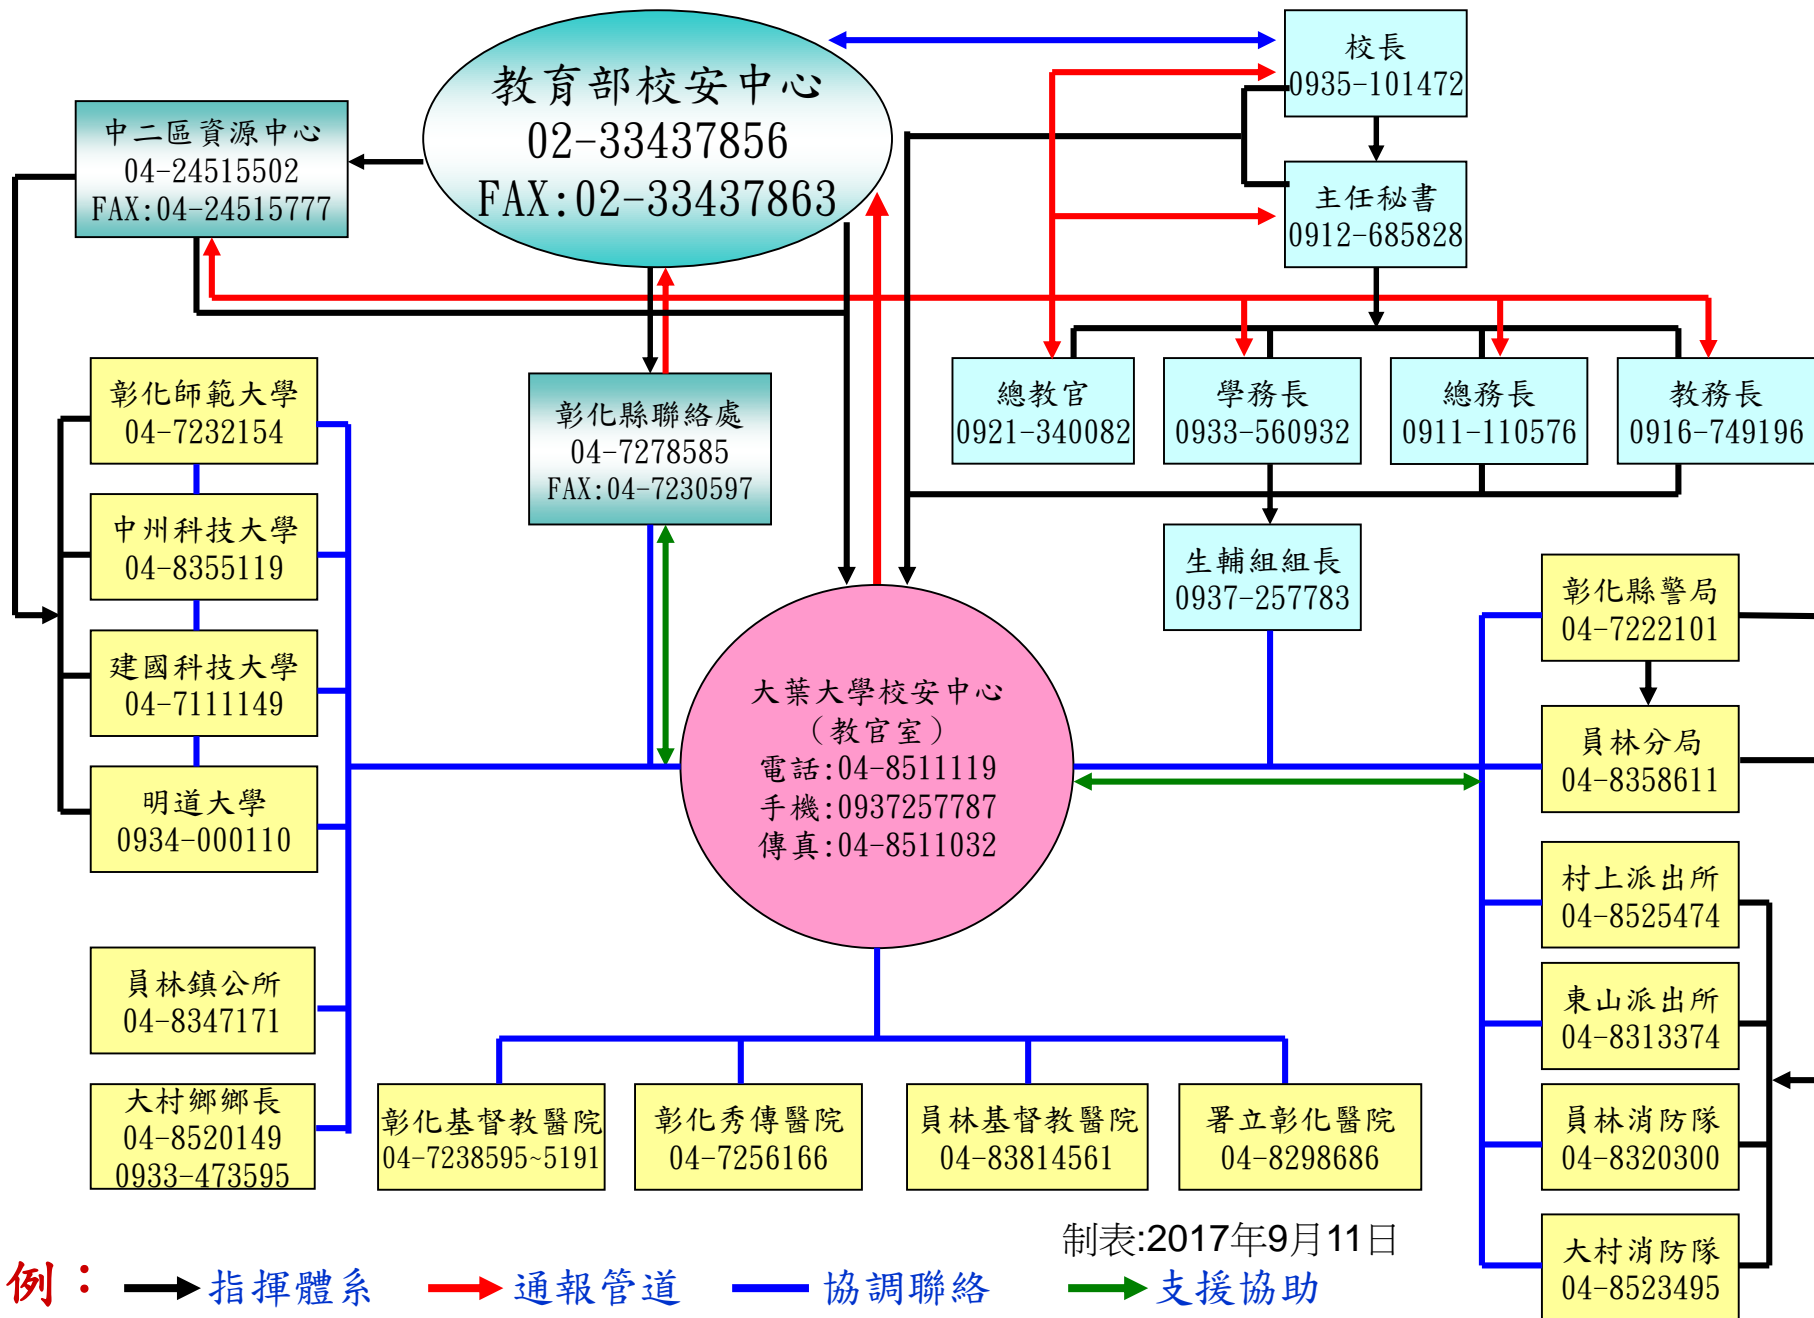 教育部校安中心
02-33437856
FAX:02-33437863
校長
0935-101472
中二區資源中心
04-24515502
FAX:04-24515777
主任秘書
0912-685828
彰化師範大學
04-7232154
彰化縣聯絡處
04-7278585
FAX:04-7230597
總教官
0921-340082
學務長
0933-560932
總務長
0911-110576
教務長
0916-749196
中州科技大學
04-8355119
生輔組組長
0937-257783
彰化縣警局
04-7222101
建國科技大學
04-7111149
大葉大學校安中心
（教官室）
電話:04-8511119
手機:0937257787
傳真:04-8511032
員林分局
04-8358611
明道大學
0934-000110
村上派出所
04-8525474
員林鎮公所
04-8347171
東山派出所
04-8313374
大村鄉鄉長
04-8520149
0933-473595
彰化基督教醫院
04-7238595~5191
彰化秀傳醫院
04-7256166
員林基督教醫院
04-83814561
署立彰化醫院
04-8298686
員林消防隊
04-8320300
大村消防隊
04-8523495
制表:2017年9月11日
例：
指揮體系
通報管道
協調聯絡
支援協助